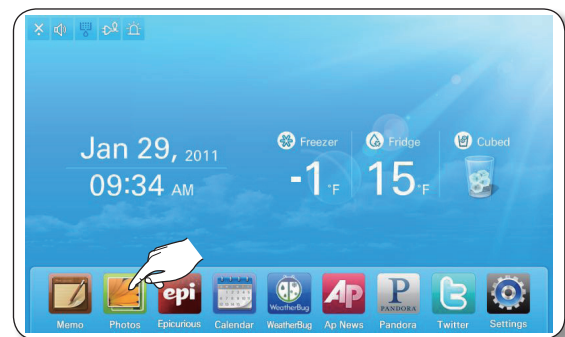 Freezer
Fridge
Cubed
Jan 29, 2011
-1 °F
15 °F
09:34 AM
epi
WeatherBug
AP
P
PANDORA
Memo
Photos
Epicurious
Calendar
WeatherBug
Ap News
Pandora
Twitter
Settings